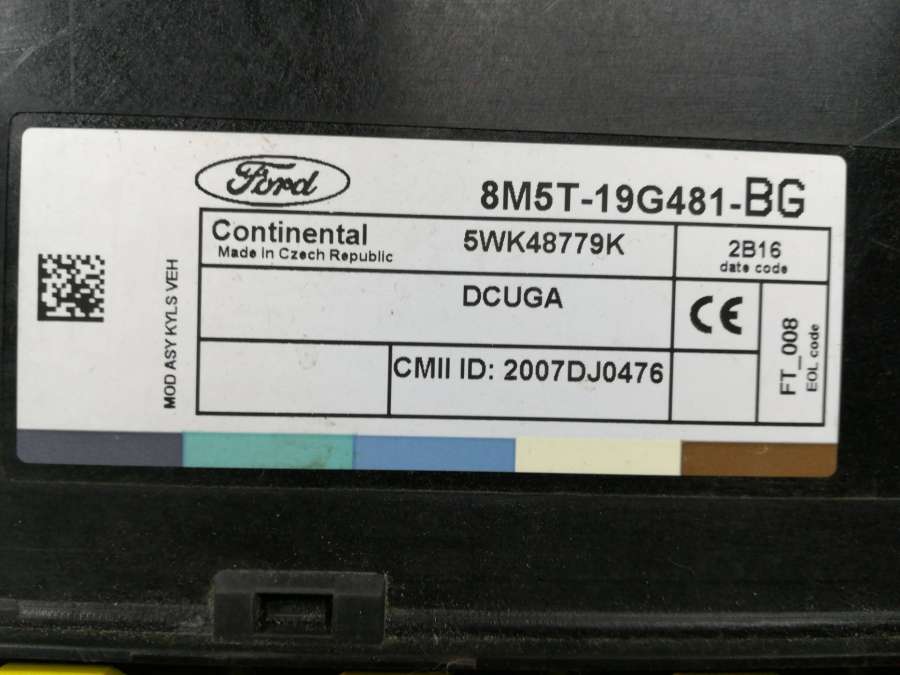 Ford
8M5T-19G481-BG
Continental
Made in Czech Republic
5WK48779K
2B16
date code
DCUGA
CE
CMII ID: 2007DJ0476
FT_008
EOL code
MOD ASY KYLS VEH